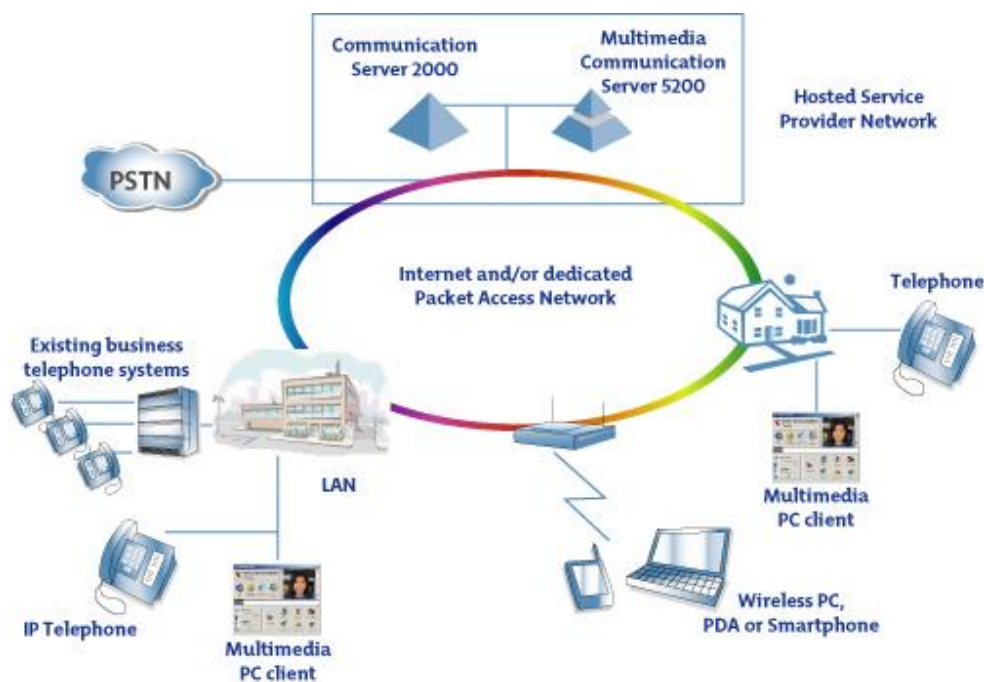 Communication
Server 2000
Multimedia
Communication
Server 5200
Hosted Service
Provider Network
PSTN
Internet and/or dedicated
Packet Access Network
Telephone
Existing business
telephone systems
LAN
Multimedia
PC client
IP Telephone
Multimedia
PC client
Wireless PC,
PDA or Smartphone